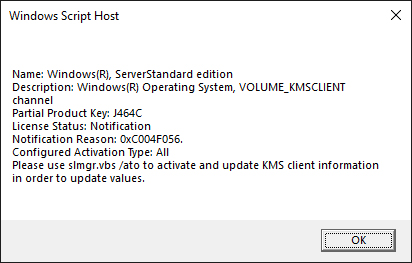 Windows Script Host
Name: Windows(R), ServerStandard edition
Description: Windows(R) Operating System, VOLUME_KMSCLIENT
channel
Partial Product Key: J464C
License Status: Notification
Notification Reason: 0xC004F056.
Configured Activation Type: All
Please use slmgr.vbs /ato to activate and update KMS client information
in order to update values.
OK